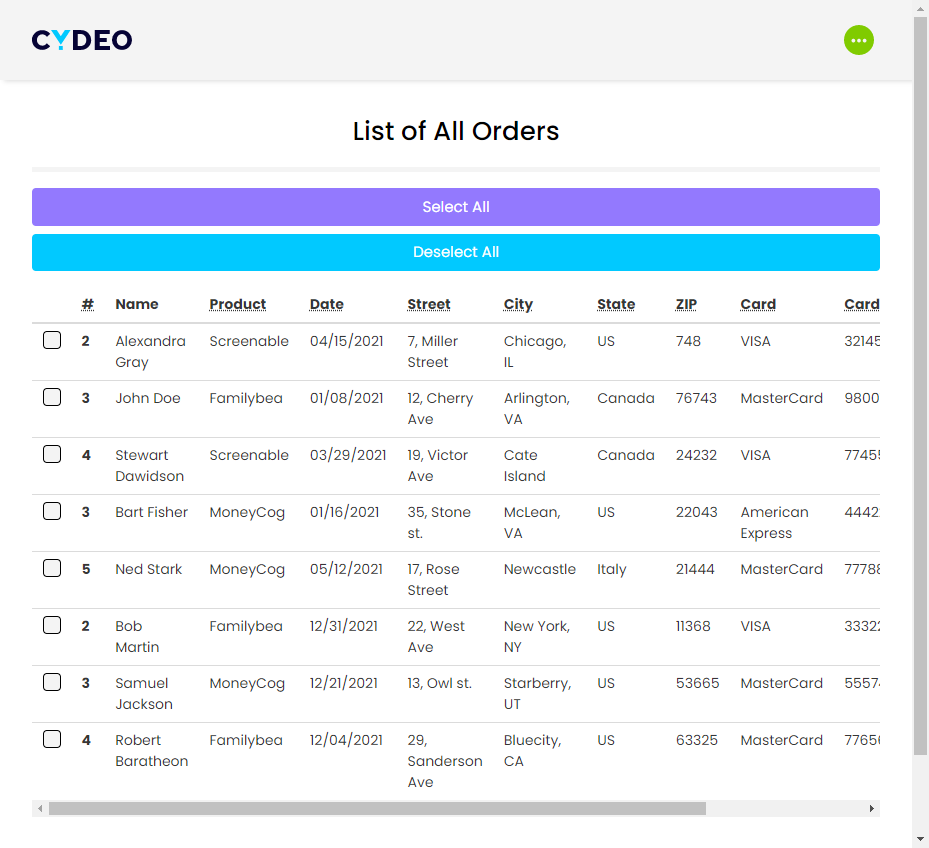 CYDEO
List of All Orders
Select All
Deselect All
# Name Product Date Street City State ZIP Card Card
2 Alexandra Gray Screenable 04/15/2021 7, Miller Street Chicago, IL US 748 VISA 32145
3 John Doe Familybea 01/08/2021 12, Cherry Ave Arlington, VA Canada 76743 MasterCard 9800
4 Stewart Dawidson Screenable 03/29/2021 19, Victor Ave Cate Island Canada 24232 VISA 77455
3 Bart Fisher MoneyCog 01/16/2021 35, Stone st. McLean, VA US 22043 American Express 4442
5 Ned Stark MoneyCog 05/12/2021 17, Rose Street Newcastle Italy 21444 MasterCard 77788
2 Bob Martin Familybea 12/31/2021 22, West Ave New York, NY US 11368 VISA 33322
3 Samuel Jackson MoneyCog 12/21/2021 13, Owl st. Starberry, UT US 53665 MasterCard 5557
4 Robert Baratheon Familybea 12/04/2021 29, Sanderson Ave Bluecity, CA US 63325 MasterCard 7765